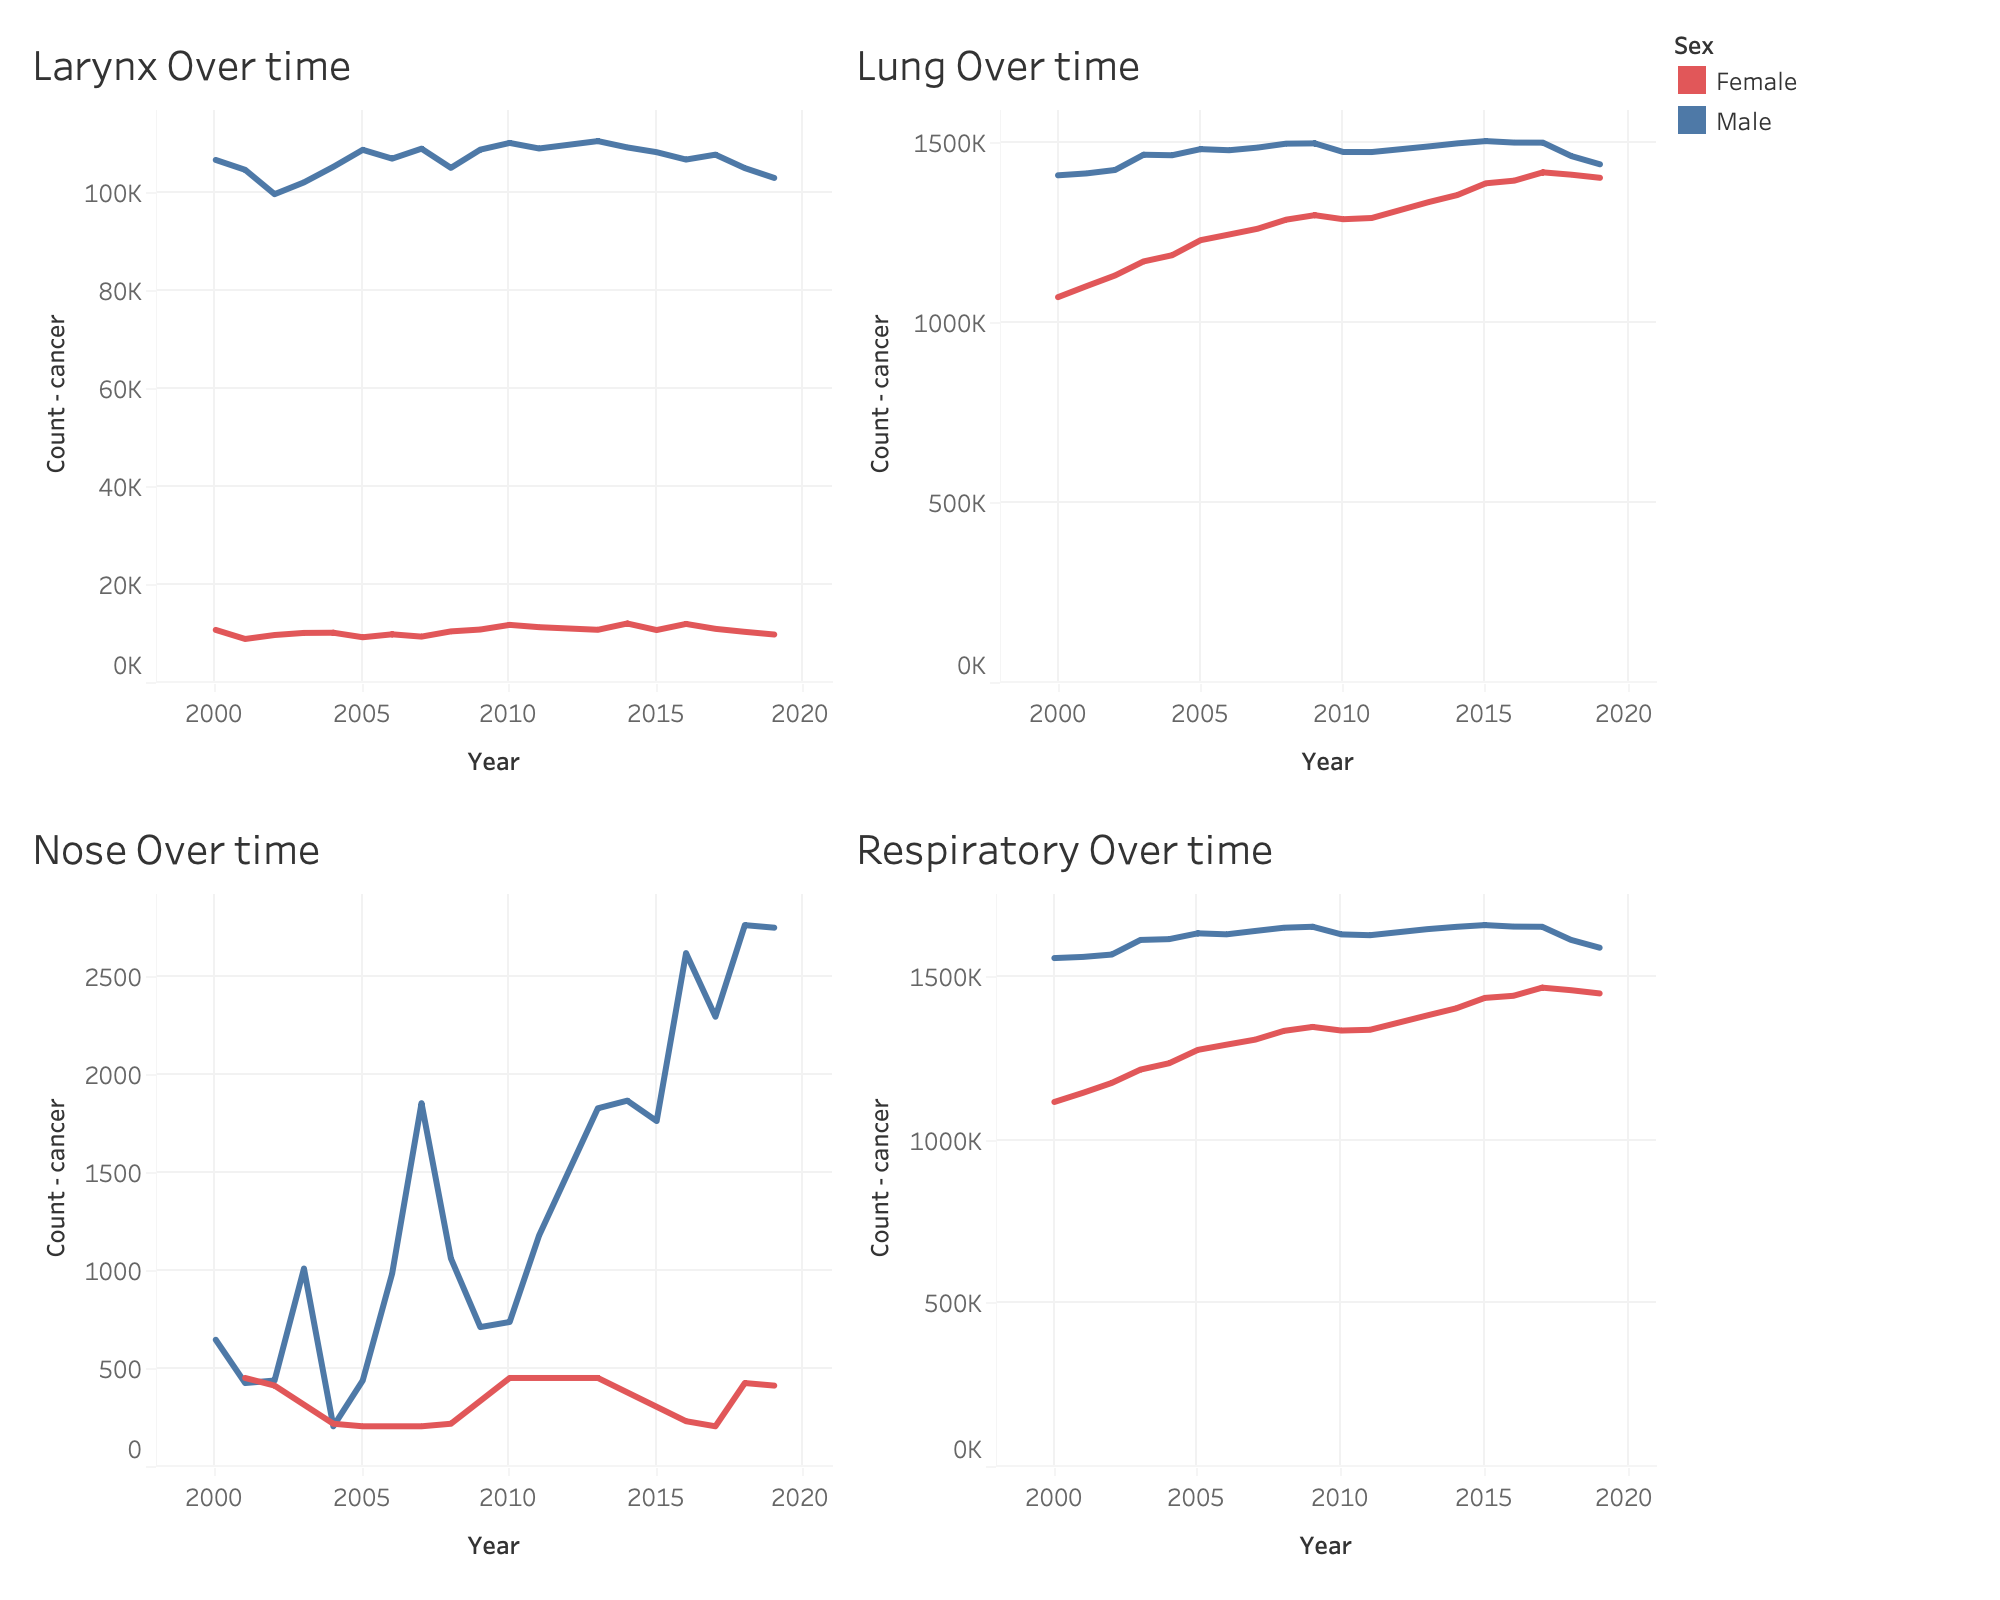 Larynx Over time
Count - cancer
100K
80K
60K
40K
20K
0K
2000 2005 2010 2015 2020
Year
Lung Over time
Count - cancer
1500K
1000K
500K
0K
2000 2005 2010 2015 2020
Year
Sex
Female
Male
Nose Over time
Count - cancer
2500
2000
1500
1000
500
0
2000 2005 2010 2015 2020
Year
Respiratory Over time
Count - cancer
1500K
1000K
500K
0K
2000 2005 2010 2015 2020
Year